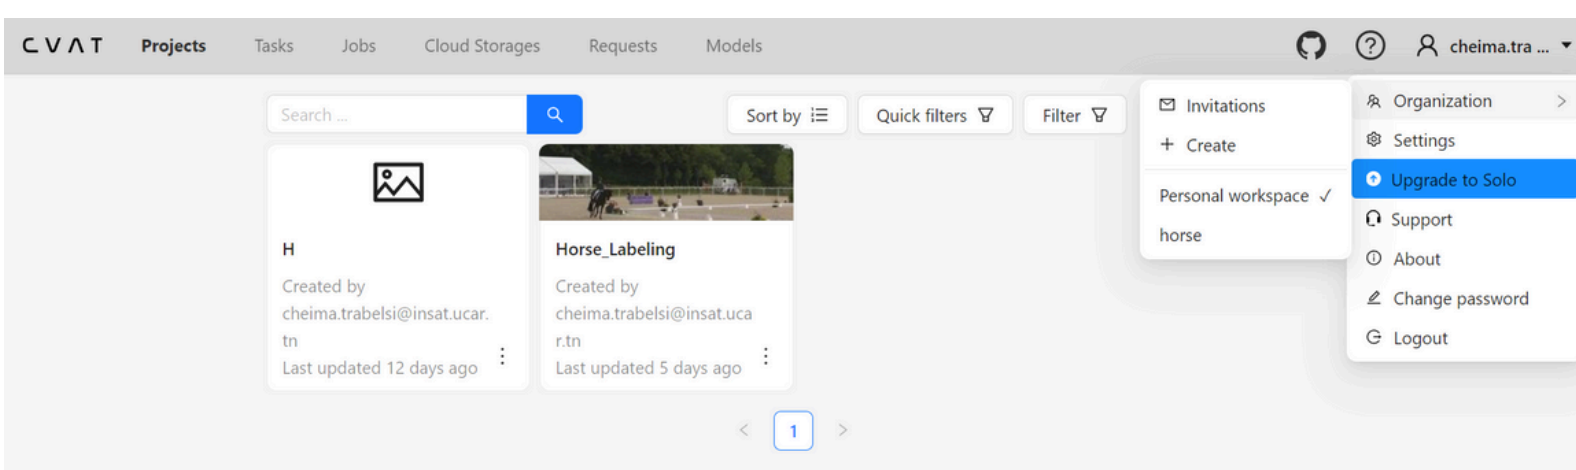 CVAT Projects Tasks Jobs Cloud Storages Requests Models cheima.tra ...
Search ... Sort by Quick filters Filter
Invitations
+ Create
Personal workspace ✓
horse
Organization >
Settings
Upgrade to Solo
Support
About
Change password
Logout
H
Created by
cheima.trabelsi@insat.ucar.
tn
Last updated 12 days ago
Horse_Labeling
Created by
cheima.trabelsi@insat.uca
r.tn
Last updated 5 days ago
< 1 >